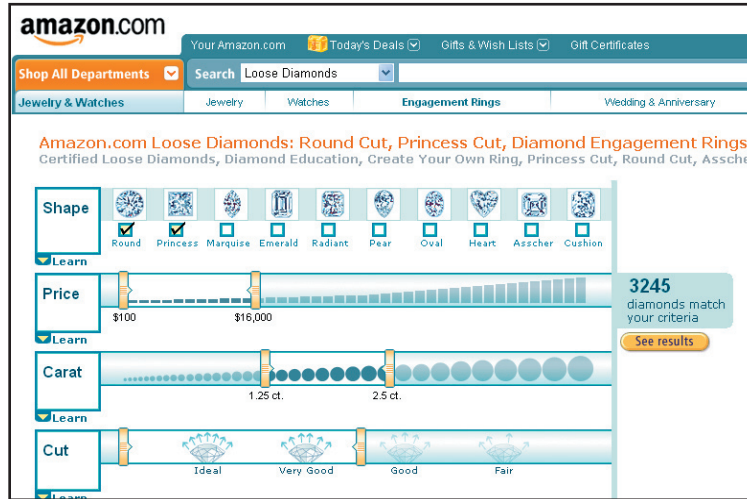 amazon.com
Your Amazon.com Today's Deals Gifts & Wish Lists Gift Certificates
Shop All Departments Search Loose Diamonds
Jewelry & Watches Jewelry Watches Engagement Rings Wedding & Anniversary
Amazon.com Loose Diamonds: Round Cut, Princess Cut, Diamond Engagement Rings
Certified Loose Diamonds, Diamond Education, Create Your Own Ring, Princess Cut, Round Cut, Assche
Shape
Round Princess Marquise Emerald Radiant Pear Oval Heart Asscher Cushion
Learn
Price
$100 $16,000
Learn
3245
diamonds match
your criteria
See results
Carat
1.25 ct. 2.5 ct.
Learn
Cut
Ideal Very Good Good Fair
Learn